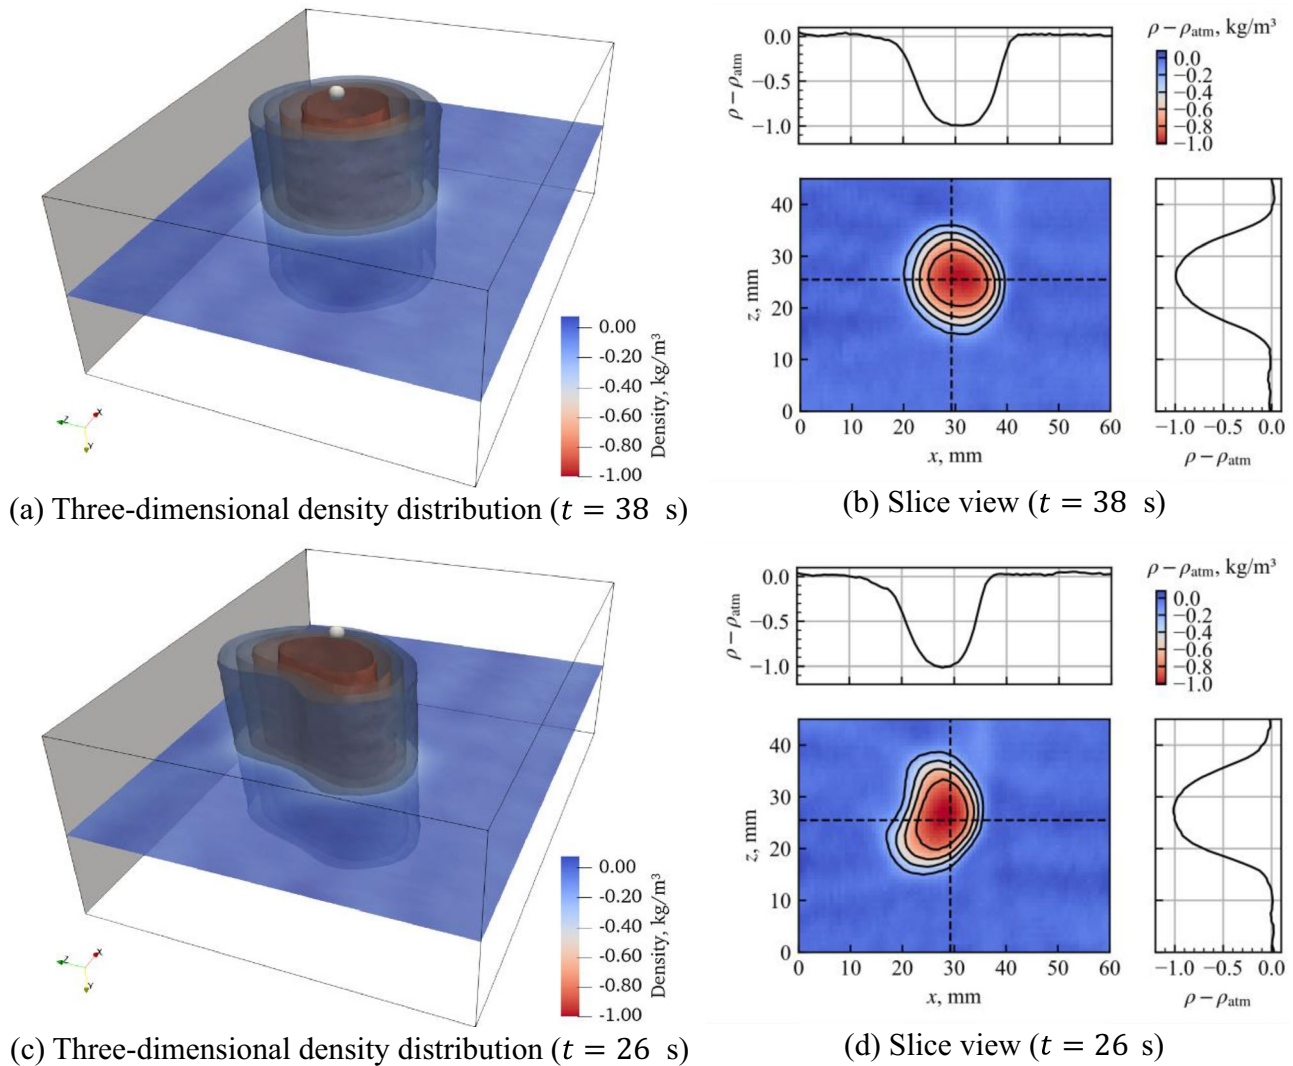 0.00
-0.20
-0.40
-0.60
-0.80
-1.00
Density, kg/m³
X
Z
Y
(a) Three-dimensional density distribution (t = 38 s)
0.0
−0.5
−1.0
ρ − ρatm
ρ − ρatm, kg/m³
0.0
−0.2
−0.4
−0.6
−0.8
−1.0
40
30
20
10
0
z, mm
0 10 20 30 40 50 60
x, mm
−1.0 −0.5 0.0
ρ − ρatm
(b) Slice view (t = 38 s)
0.00
-0.20
-0.40
-0.60
-0.80
-1.00
Density, kg/m³
X
Z
Y
(c) Three-dimensional density distribution (t = 26 s)
0.0
−0.5
−1.0
ρ − ρatm
ρ − ρatm, kg/m³
0.0
−0.2
−0.4
−0.6
−0.8
−1.0
40
30
20
10
0
z, mm
0 10 20 30 40 50 60
x, mm
−1.0 −0.5 0.0
ρ − ρatm
(d) Slice view (t = 26 s)